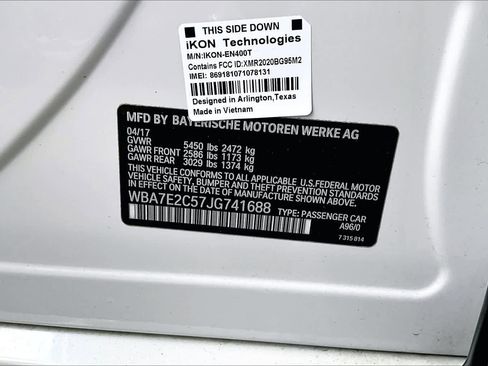 THIS SIDE DOWN
iKON Technologies
M/N:IKON-EN400T
Contains FCC ID:XMR2020BG95M2
IMEI: 869181071078131
Designed in Arlington,Texas
Made in Vietnam
MFD BY BAYERISCHE MOTOREN WERKE AG
04/17
GVWR 5450 lbs 2472 kg
GAWR FRONT 2586 lbs 1173 kg
GAWR REAR 3029 lbs 1374 kg
THIS VEHICLE CONFORMS TO ALL APPLICABLE U.S.FEDERAL MOTOR
VEHICLE SAFETY, BUMPER, AND THEFT PREVENTION STANDARDS
IN EFFECT ON THE DATE OF MANUFACTURE SHOWN ABOVE.
WBA7E2C57JG741688 TYPE: PASSENGER CAR
A96/0
7 315 814